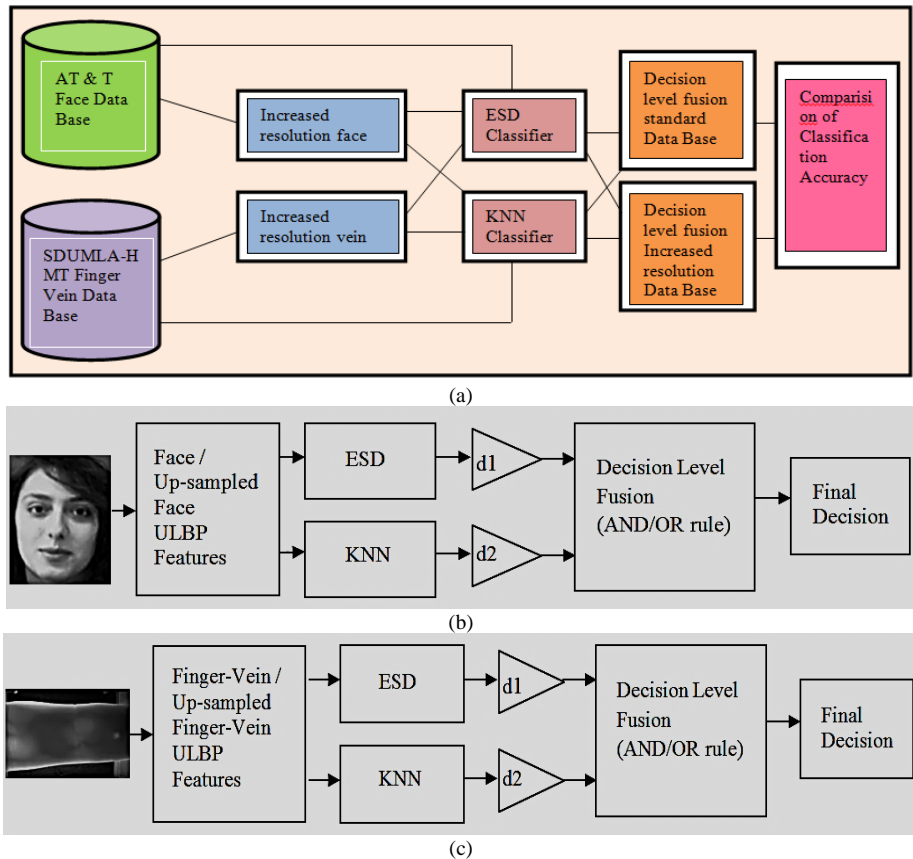 AT & T
Face Data
Base
SDUMLA-H
MT Finger
Vein Data
Base
Increased
resolution face
Increased
resolution vein
ESD
Classifier
KNN
Classifier
Decision
level fusion
standard
Data Base
Decision
level fusion
Increased
resolution
Data Base
Comparisi
on of
Classifica
tion
Accuracy
(a)
Face /
Up-sampled
Face
ULBP
Features
ESD
KNN
d1
d2
Decision Level
Fusion
(AND/OR rule)
Final
Decision
(b)
Finger-Vein /
Up-sampled
Finger-Vein
ULBP
Features
ESD
KNN
d1
d2
Decision Level
Fusion
(AND/OR rule)
Final
Decision
(c)